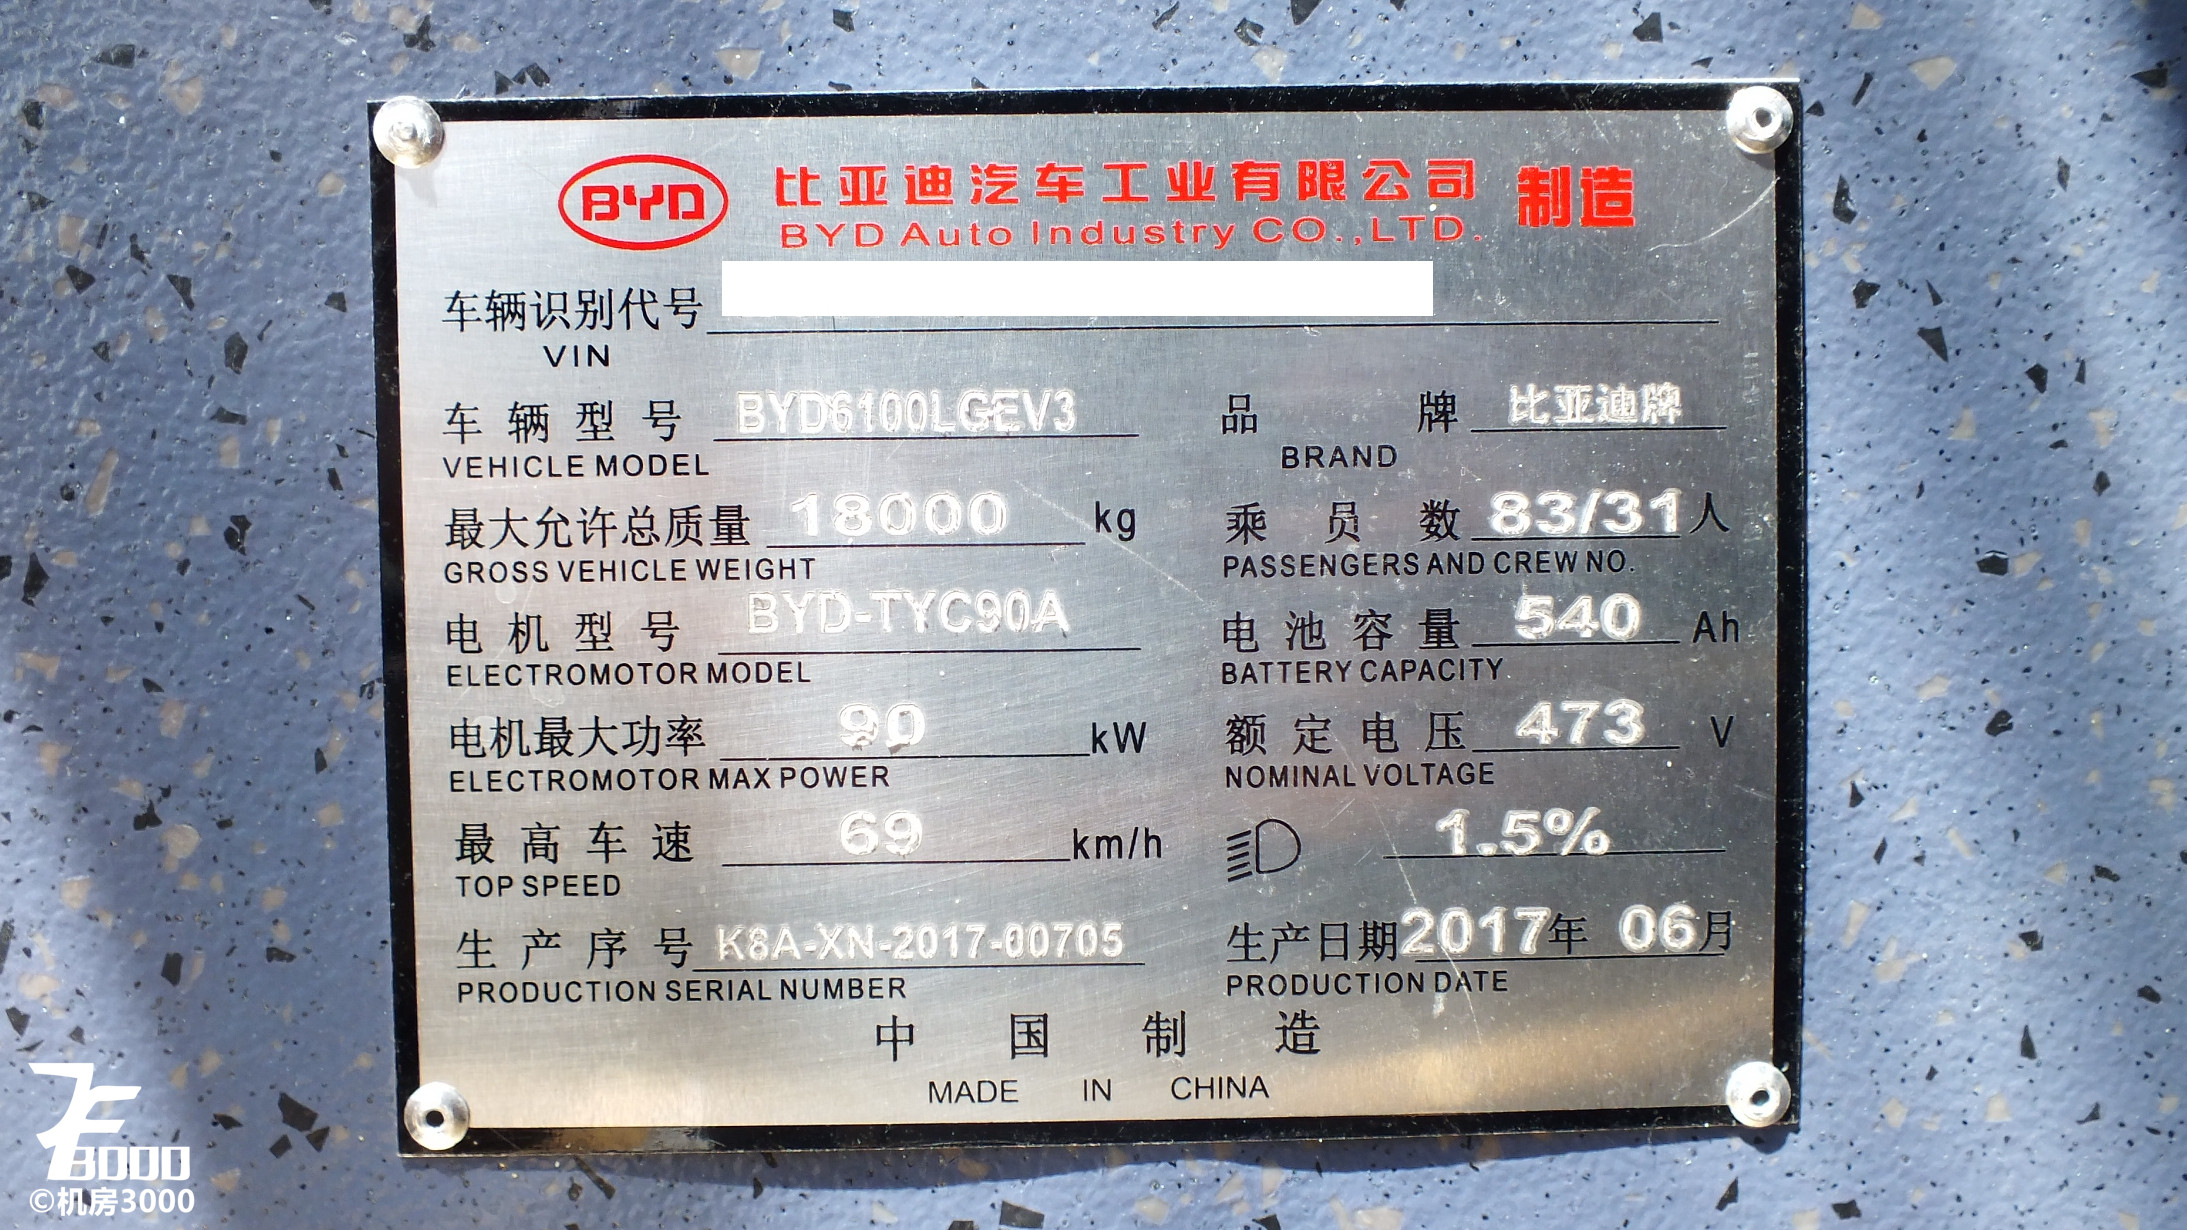 BYD 比亚迪汽车工业有限公司 制造
BYD Auto Industry CO.,LTD.
车辆识别代号
VIN
车辆型号 BYD6100LGEV3 品牌 比亚迪牌
VEHICLE MODEL BRAND
最大允许总质量 18000 kg 乘员数 83/31 人
GROSS VEHICLE WEIGHT PASSENGERS AND CREW NO.
电机型号 BYD-TYC90A 电池容量 540 Ah
ELECTROMOTOR MODEL BATTERY CAPACITY
电机最大功率 90 kW 额定电压 473 V
ELECTROMOTOR MAX POWER NOMINAL VOLTAGE
最高车速 69 km/h 1.5%
TOP SPEED
生产序号 K8A-XN-2017-00705 生产日期 2017年 06月
PRODUCTION SERIAL NUMBER PRODUCTION DATE
中国制造
MADE IN CHINA
8000
©机房3000